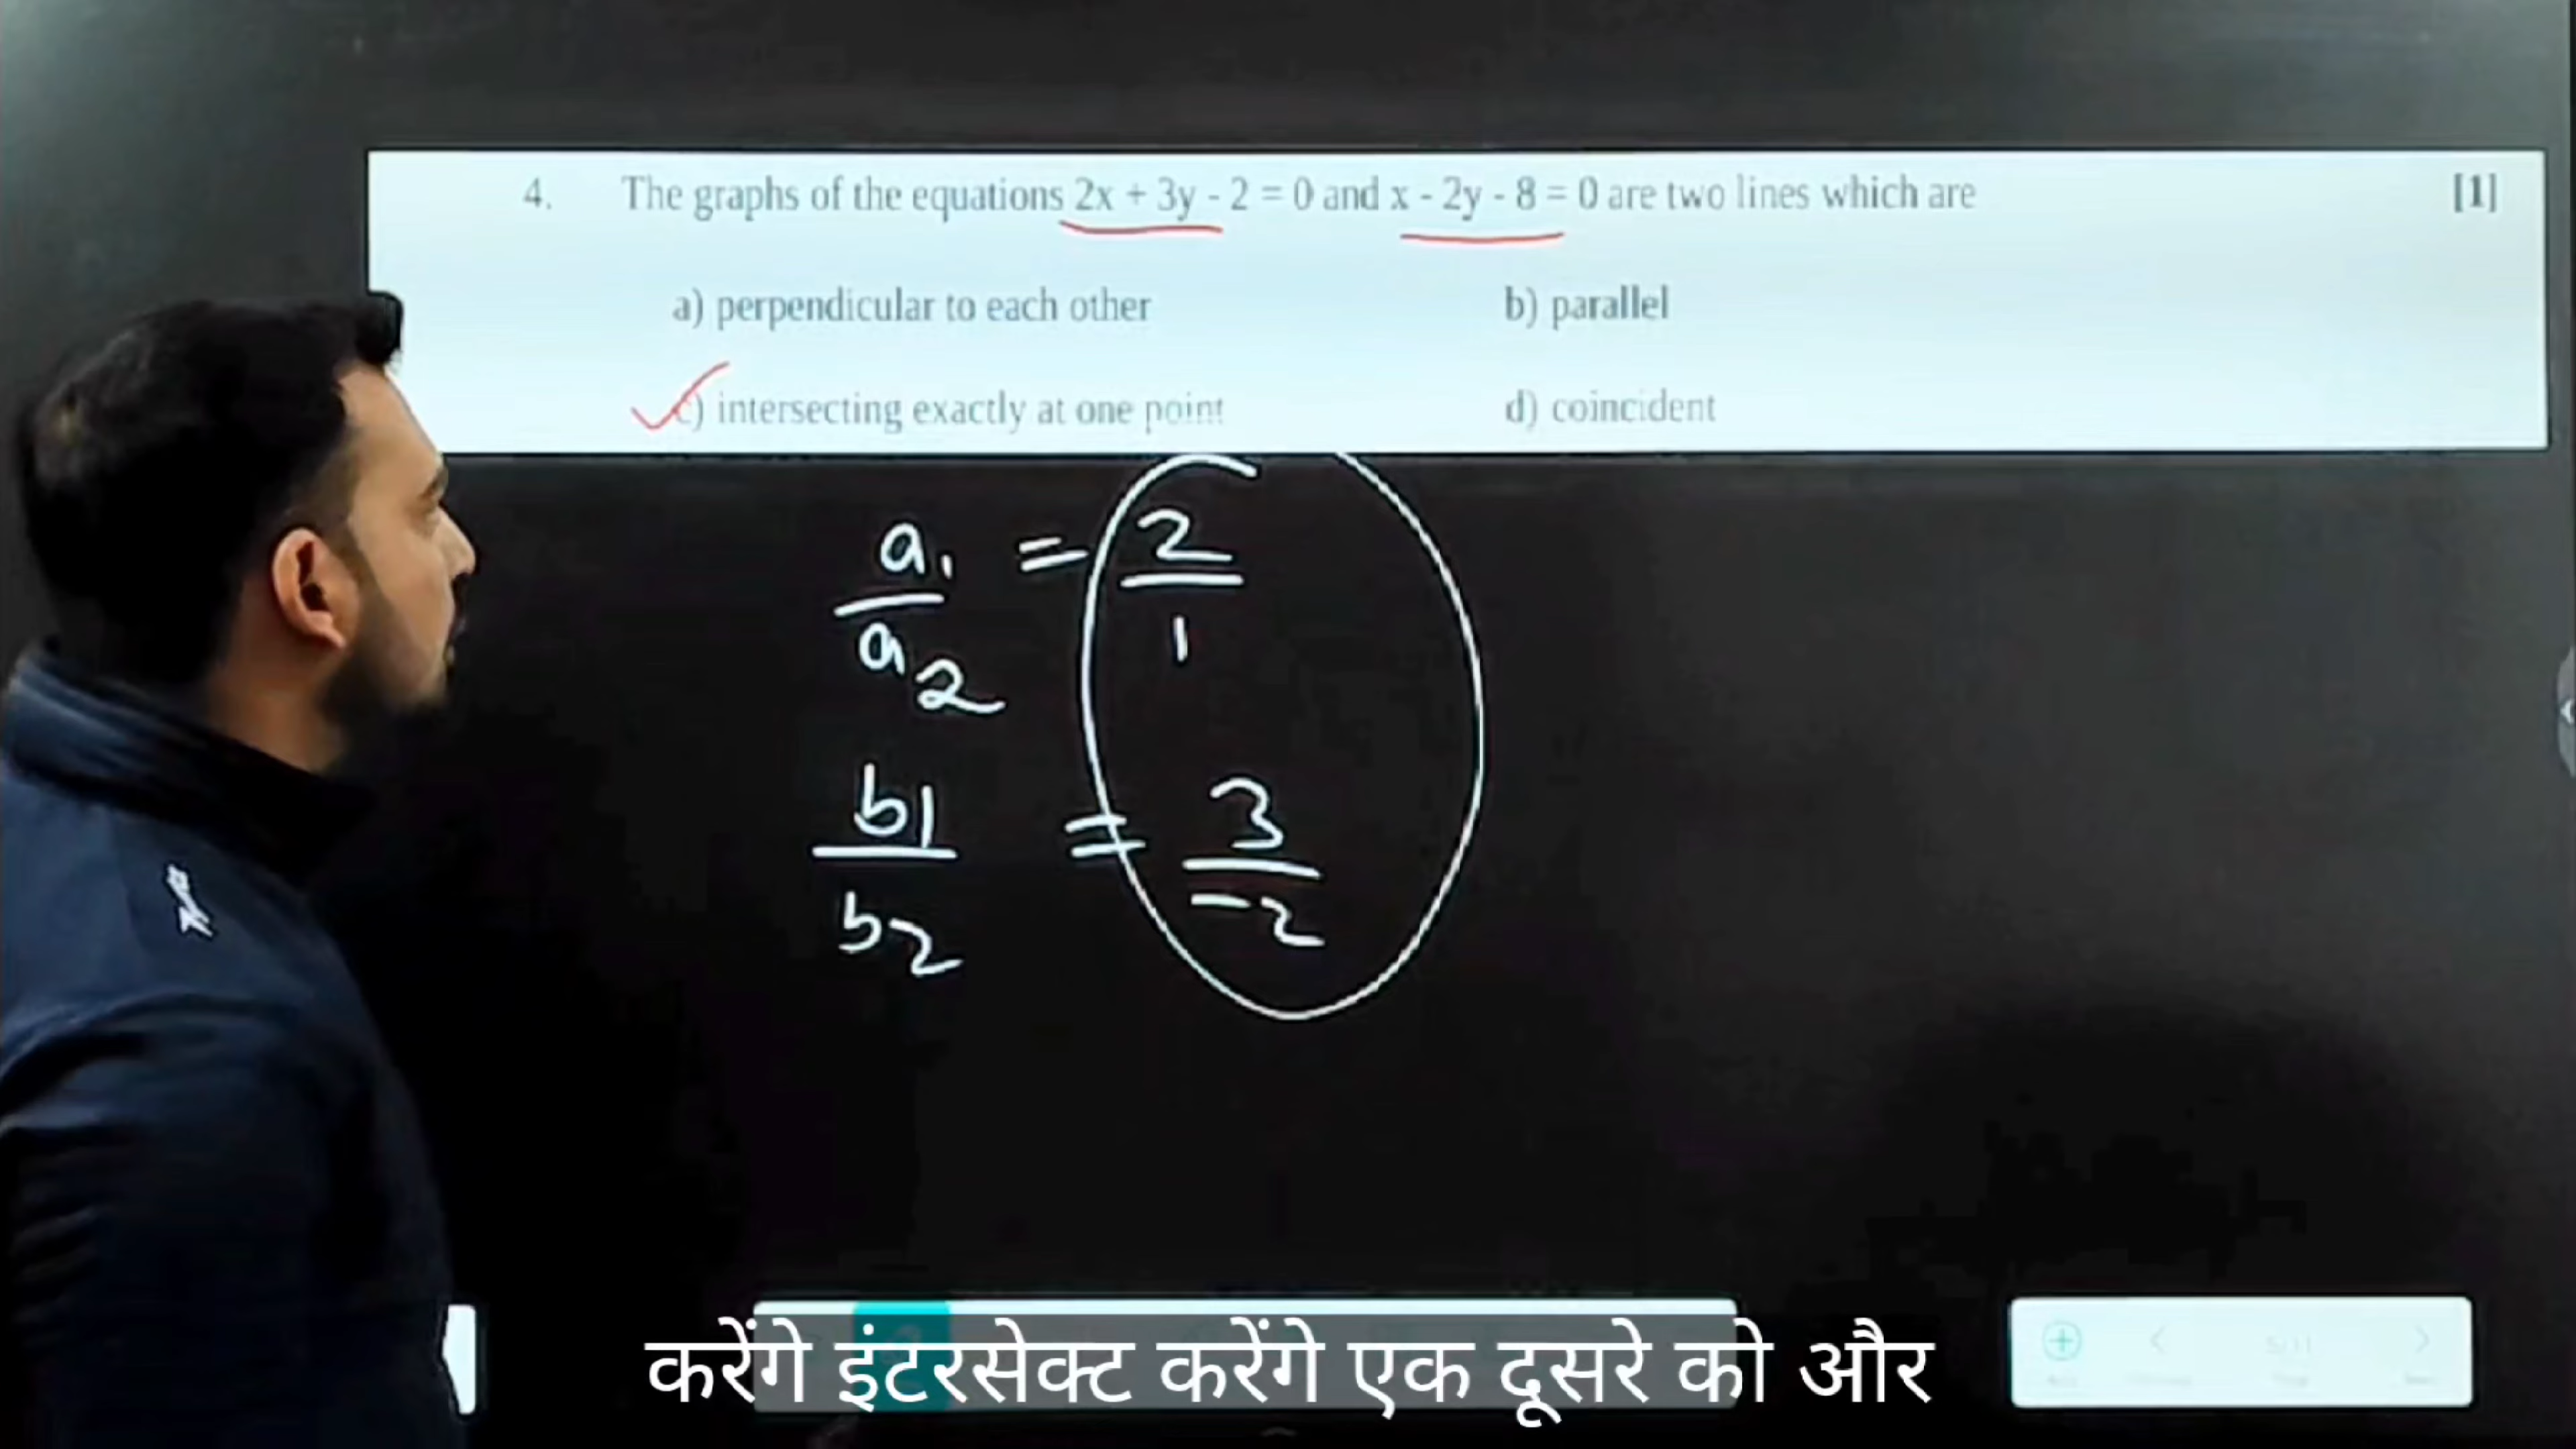 4. The graphs of the equations 2x + 3y - 2 = 0 and x - 2y - 8 = 0 are two lines which are [1]
a) perpendicular to each other b) parallel
c) intersecting exactly at one point d) coincident
a1/a2 = 2/1
b1/b2 = 3/-2
करेंगे इंटरसेक्ट करेंगे एक दूसरे को और